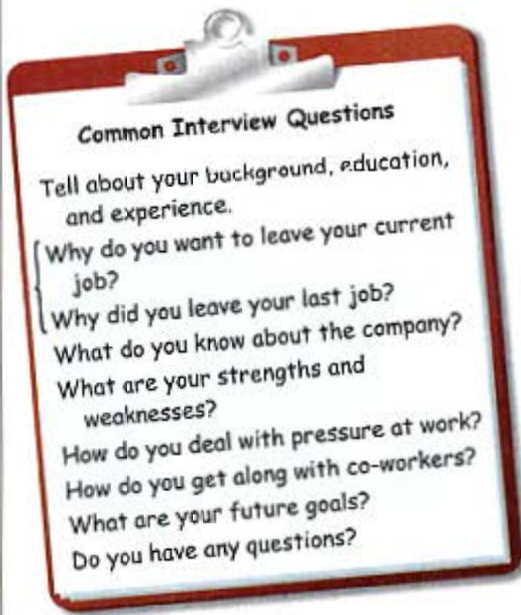 Common Interview Questions
Tell about your background, education,
and experience.
Why do you want to leave your current
job?
Why did you leave your last job?
What do you know about the company?
What are your strengths and
weaknesses?
How do you deal with pressure at work?
How do you get along with co-workers?
What are your future goals?
Do you have any questions?